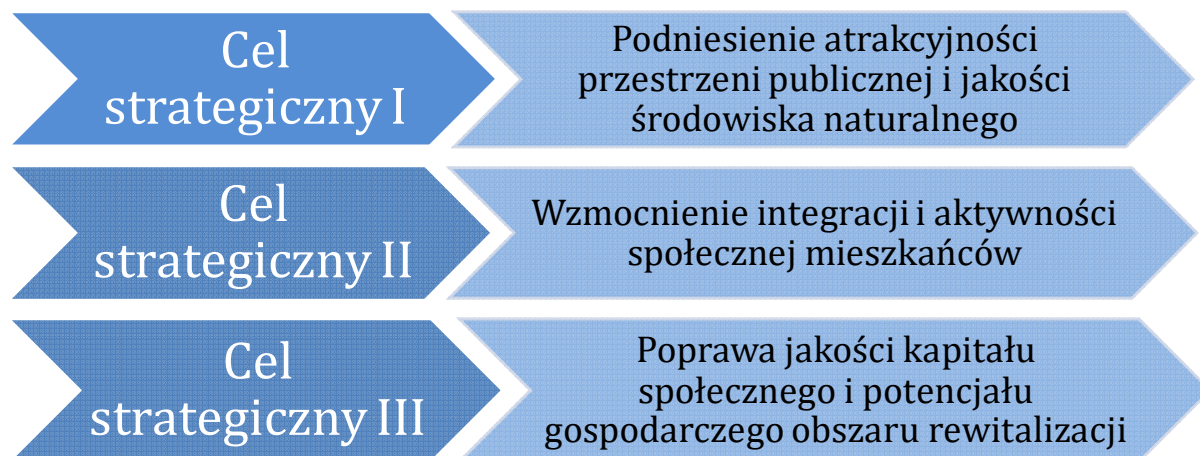 Cel
strategiczny I
Podniesienie atrakcyjności
przestrzeni publicznej i jakości
środowiska naturalnego
Cel
strategiczny II
Wzmocnienie integracji i aktywności
społecznej mieszkańców
Cel
strategiczny III
Poprawa jakości kapitału
społecznego i potencjału
gospodarczego obszaru rewitalizacji